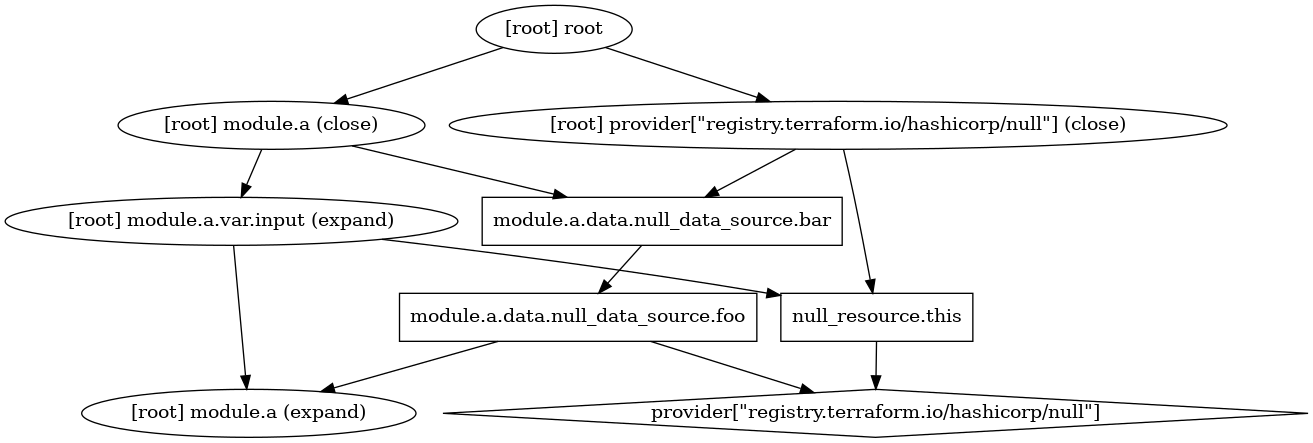 [root] root
[root] module.a (close)
[root] provider["registry.terraform.io/hashicorp/null"] (close)
[root] module.a.var.input (expand)
module.a.data.null_data_source.bar
module.a.data.null_data_source.foo
null_resource.this
[root] module.a (expand)
provider["registry.terraform.io/hashicorp/null"]